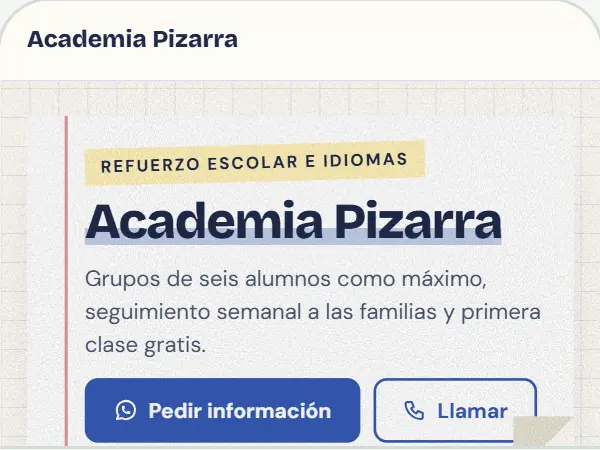 Academia Pizarra
REFUERZO ESCOLAR E IDIOMAS
Academia Pizarra
Grupos de seis alumnos como máximo,
seguimiento semanal a las familias y primera
clase gratis.
Pedir información
Llamar